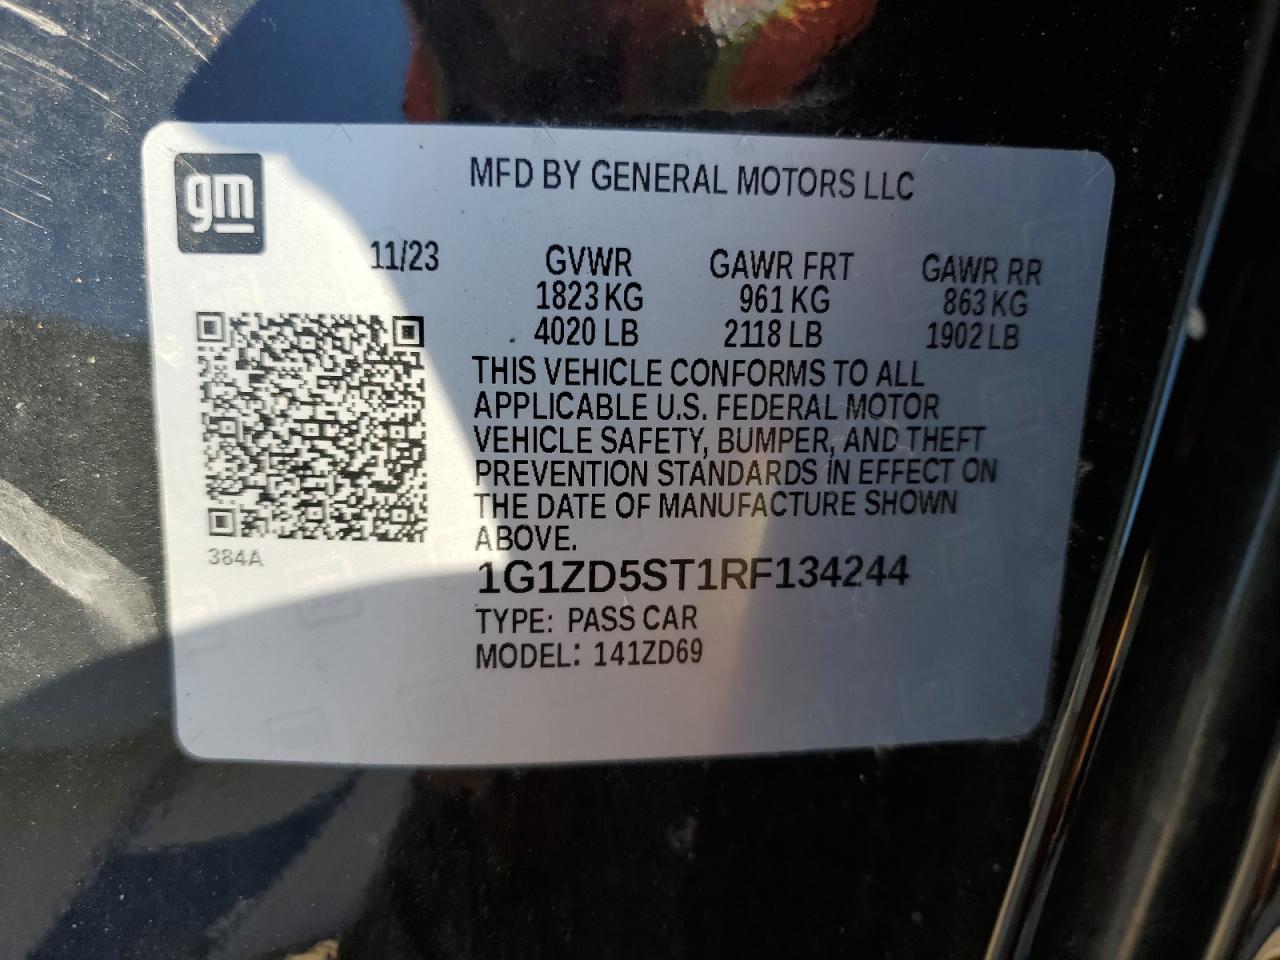 gm
MFD BY GENERAL MOTORS LLC
11/23 GVWR GAWR FRT GAWR RR
1823 KG 961 KG 863 KG
4020 LB 2118 LB 1902 LB
THIS VEHICLE CONFORMS TO ALL
APPLICABLE U.S. FEDERAL MOTOR
VEHICLE SAFETY, BUMPER, AND THEFT
PREVENTION STANDARDS IN EFFECT ON
THE DATE OF MANUFACTURE SHOWN
ABOVE.
384A
1G1ZD5ST1RF134244
TYPE: PASS CAR
MODEL: 141ZD69